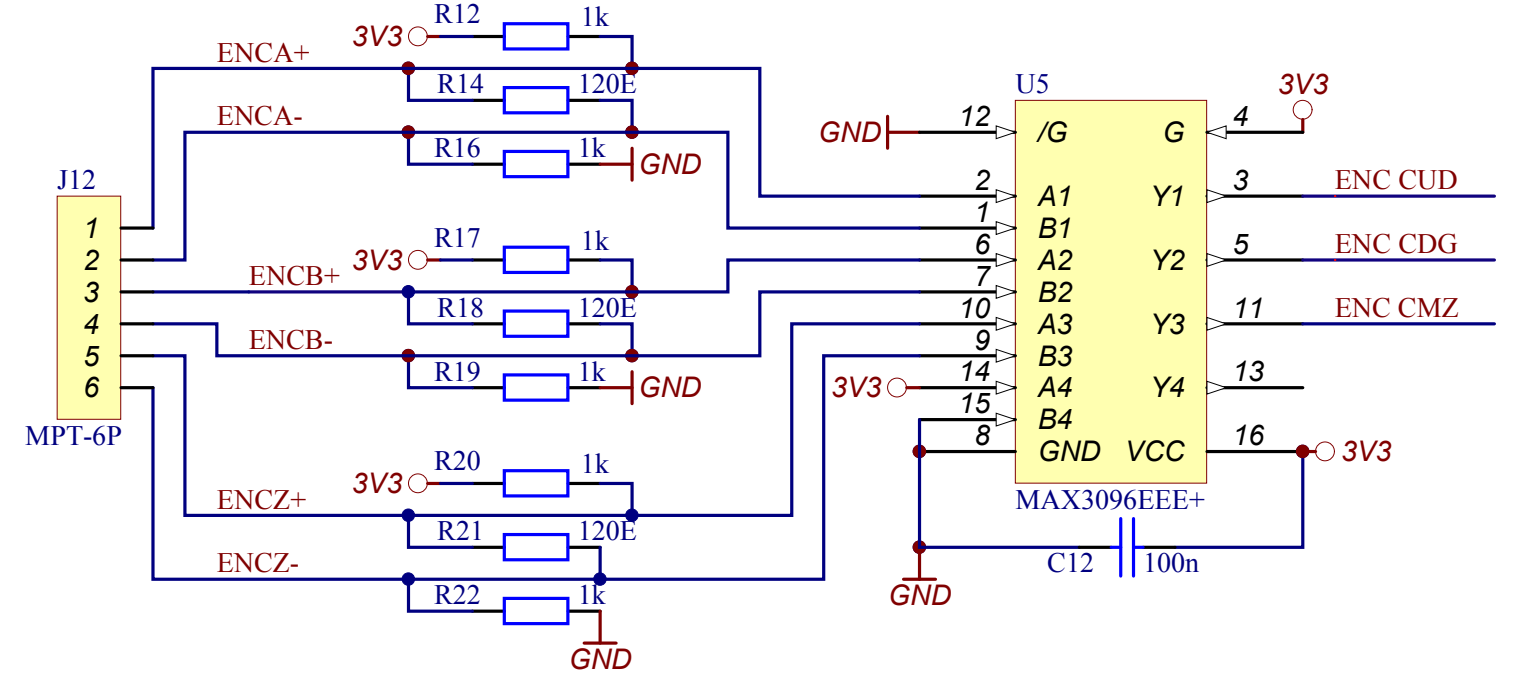 R12 1k
3V3
ENCA+
R14 120E
ENCA-
R16 1k
GND
J12
1
2
3
4
5
6
MPT-6P
R17 1k
3V3
ENCB+
R18 120E
ENCB-
R19 1k
GND
R20 1k
3V3
ENCZ+
R21 120E
ENCZ-
R22 1k
GND
U5
3V3
GND 12 /G G 4
2 A1 Y1 3 ENC CUD
1 B1
6 A2 Y2 5 ENC CDG
7 B2
10 A3 Y3 11 ENC CMZ
9 B3
3V3 14 A4 Y4 13
15 B4
8 GND VCC 16 3V3
MAX3096EEE+
C12 100n
GND